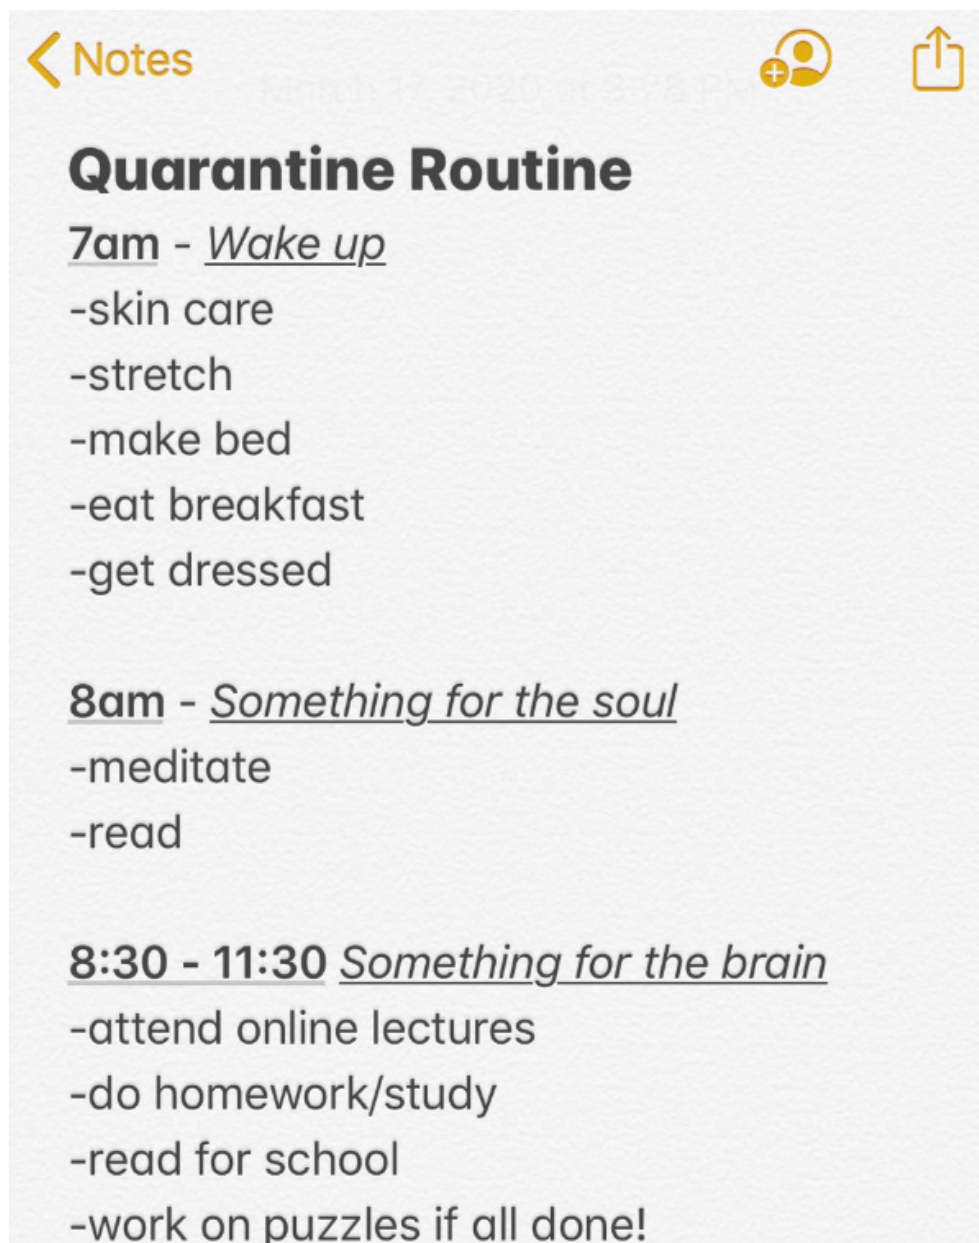 Notes
Quarantine Routine
7am - Wake up
-skin care
-stretch
-make bed
-eat breakfast
-get dressed
8am - Something for the soul
-meditate
-read
8:30 - 11:30 Something for the brain
-attend online lectures
-do homework/study
-read for school
-work on puzzles if all done!